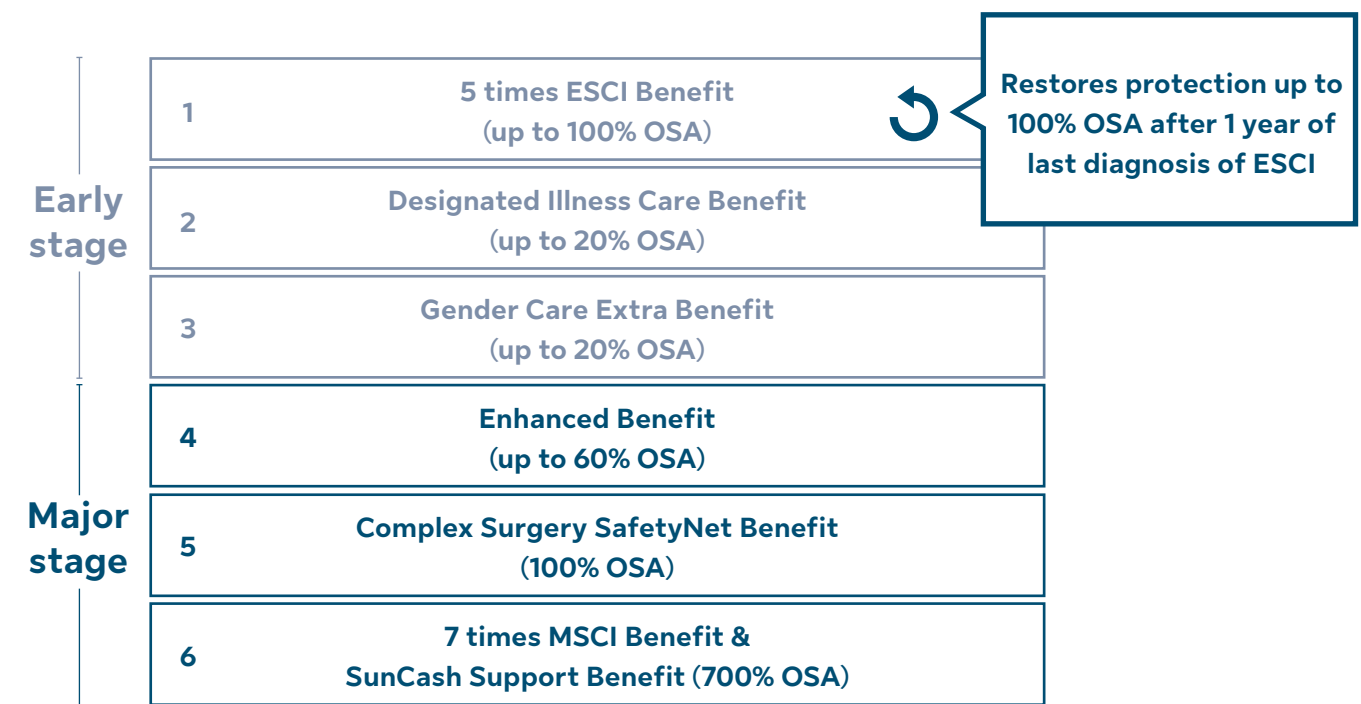 Restores protection up to
100% OSA after 1 year of
last diagnosis of ESCI
Early
stage
1
5 times ESCI Benefit
(up to 100% OSA)
2
Designated Illness Care Benefit
(up to 20% OSA)
3
Gender Care Extra Benefit
(up to 20% OSA)
Major
stage
4
Enhanced Benefit
(up to 60% OSA)
5
Complex Surgery SafetyNet Benefit
(100% OSA)
6
7 times MSCI Benefit &
SunCash Support Benefit (700% OSA)